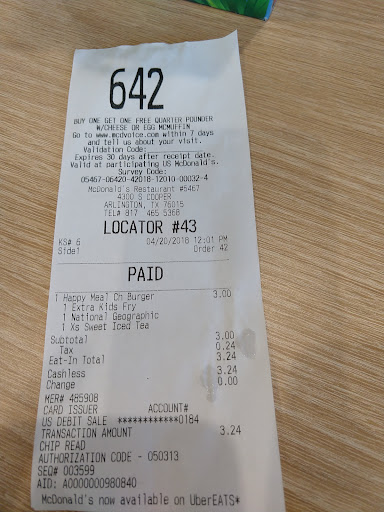 642
BUY ONE GET ONE FREE QUARTER POUNDER
W/CHEESE OR EGG MCMUFFIN
Go to www.mcdvoice.com within 7 days
and tell us about your visit.
Validation Code:
Expires 30 days after receipt date.
Valid at participating US McDonald's.
Survey Code:
05467-06420-42018-12010-00032-4
McDonald's Restaurant #5467
4300 S COOPER
ARLINGTON, TX 76015
TEL# 817 465 5368
LOCATOR #43
KS# 6 04/20/2018 12:01 PM
Side1 Order 42
PAID
1 Happy Meal Ch Burger 3.00
1 Extra Kids Fry
1 National Geographic
1 Xs Sweet Iced Tea
Subtotal 3.00
Tax 0.24
Eat-In Total 3.24
Cashless 3.24
Change 0.00
MER# 485908
CARD ISSUER ACCOUNT#
US DEBIT SALE ************0184
TRANSACTION AMOUNT 3.24
CHIP READ
AUTHORIZATION CODE - 050313
SEQ# 003599
AID: A0000000980840
McDonald's now available on UberEATS*